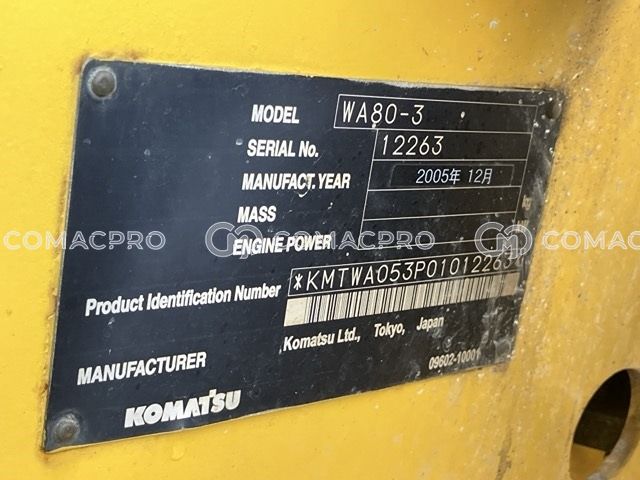 MODEL WA80-3
SERIAL No. 12263
MANUFACT.YEAR 2005年 12月
MASS kg
ENGINE POWER
COMACPRO COMACPRO COMACPRO
Product Identification Number *KMTWA053P01012263
MANUFACTURER Komatsu Ltd., Tokyo, Japan
09602-10001
KOMATSU